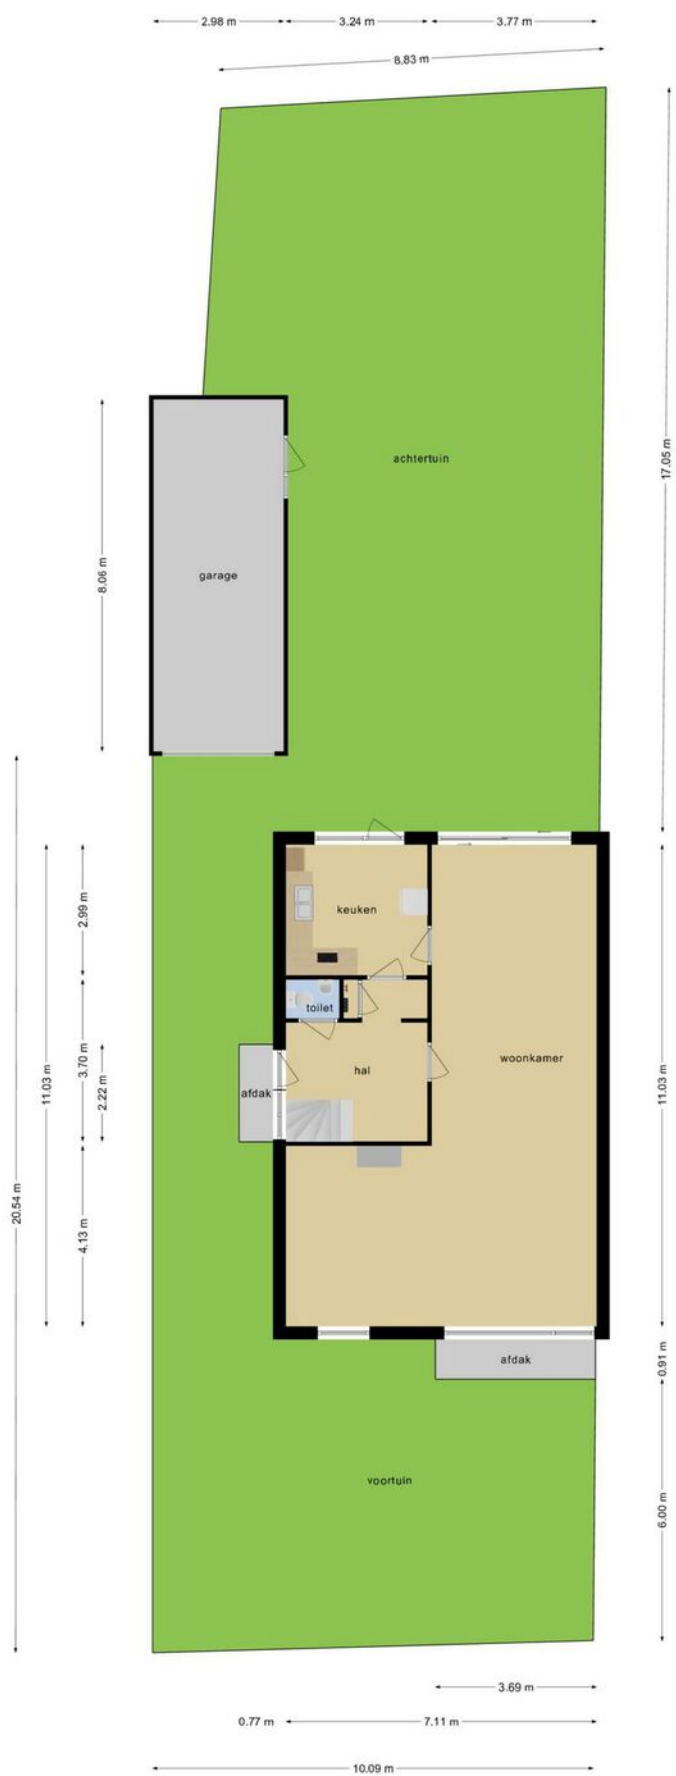 2.98 m 3.24 m 3.77 m
8.83 m
achtertuin
17.05 m
garage
8.06 m
keuken
2.99 m
toilet
hal
woonkamer
afdak
3.70 m
2.22 m
11.03 m
11.03 m
20.54 m
4.13 m
afdak
0.91 m
voortuin
6.00 m
3.69 m
0.77 m 7.11 m
10.09 m